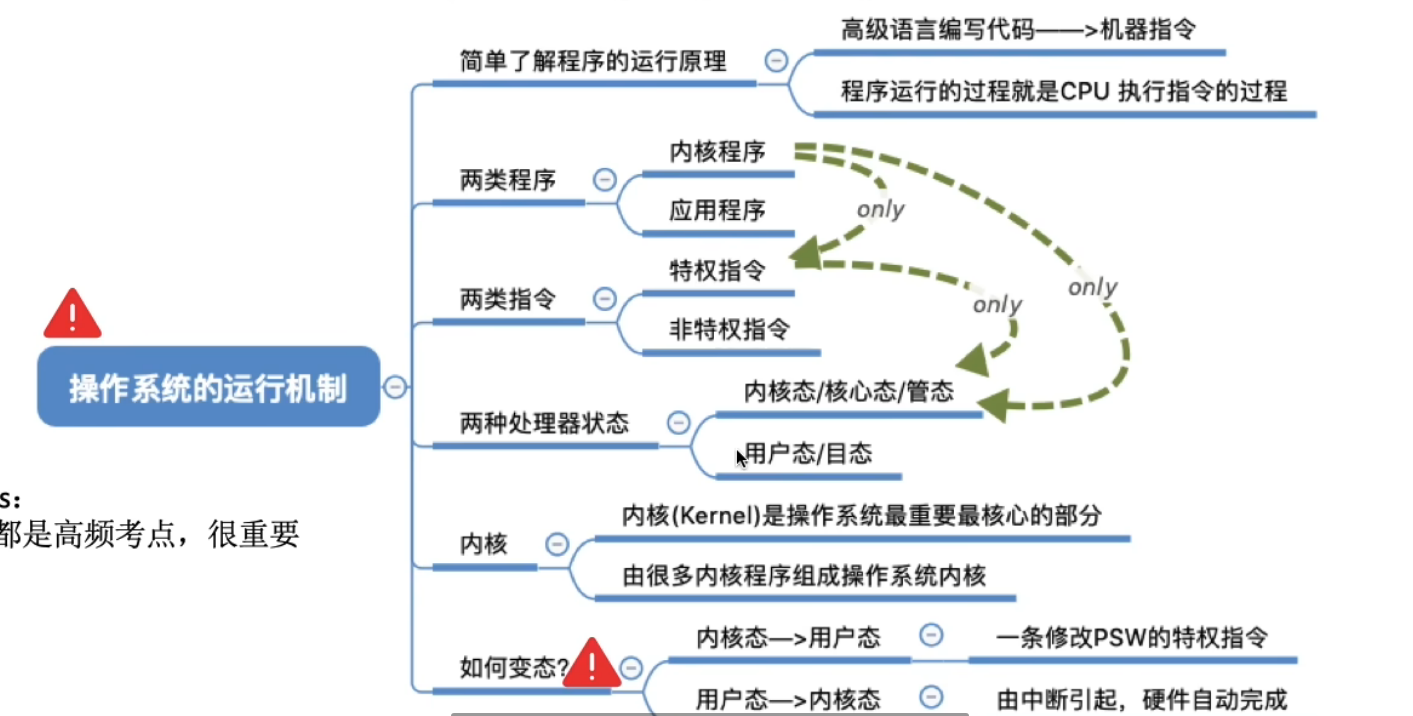 高级语言编写代码——>机器指令
简单了解程序的运行原理
程序运行的过程就是CPU 执行指令的过程
内核程序
两类程序
应用程序
only
特权指令
only
两类指令
only
非特权指令
操作系统的运行机制
内核态/核心态/管态
两种处理器状态
用户态/目态
s：
都是高频考点，很重要
内核(Kernel)是操作系统最重要最核心的部分
内核
由很多内核程序组成操作系统内核
内核态—>用户态
一条修改PSW的特权指令
如何变态?
用户态—>内核态
由中断引起，硬件自动完成